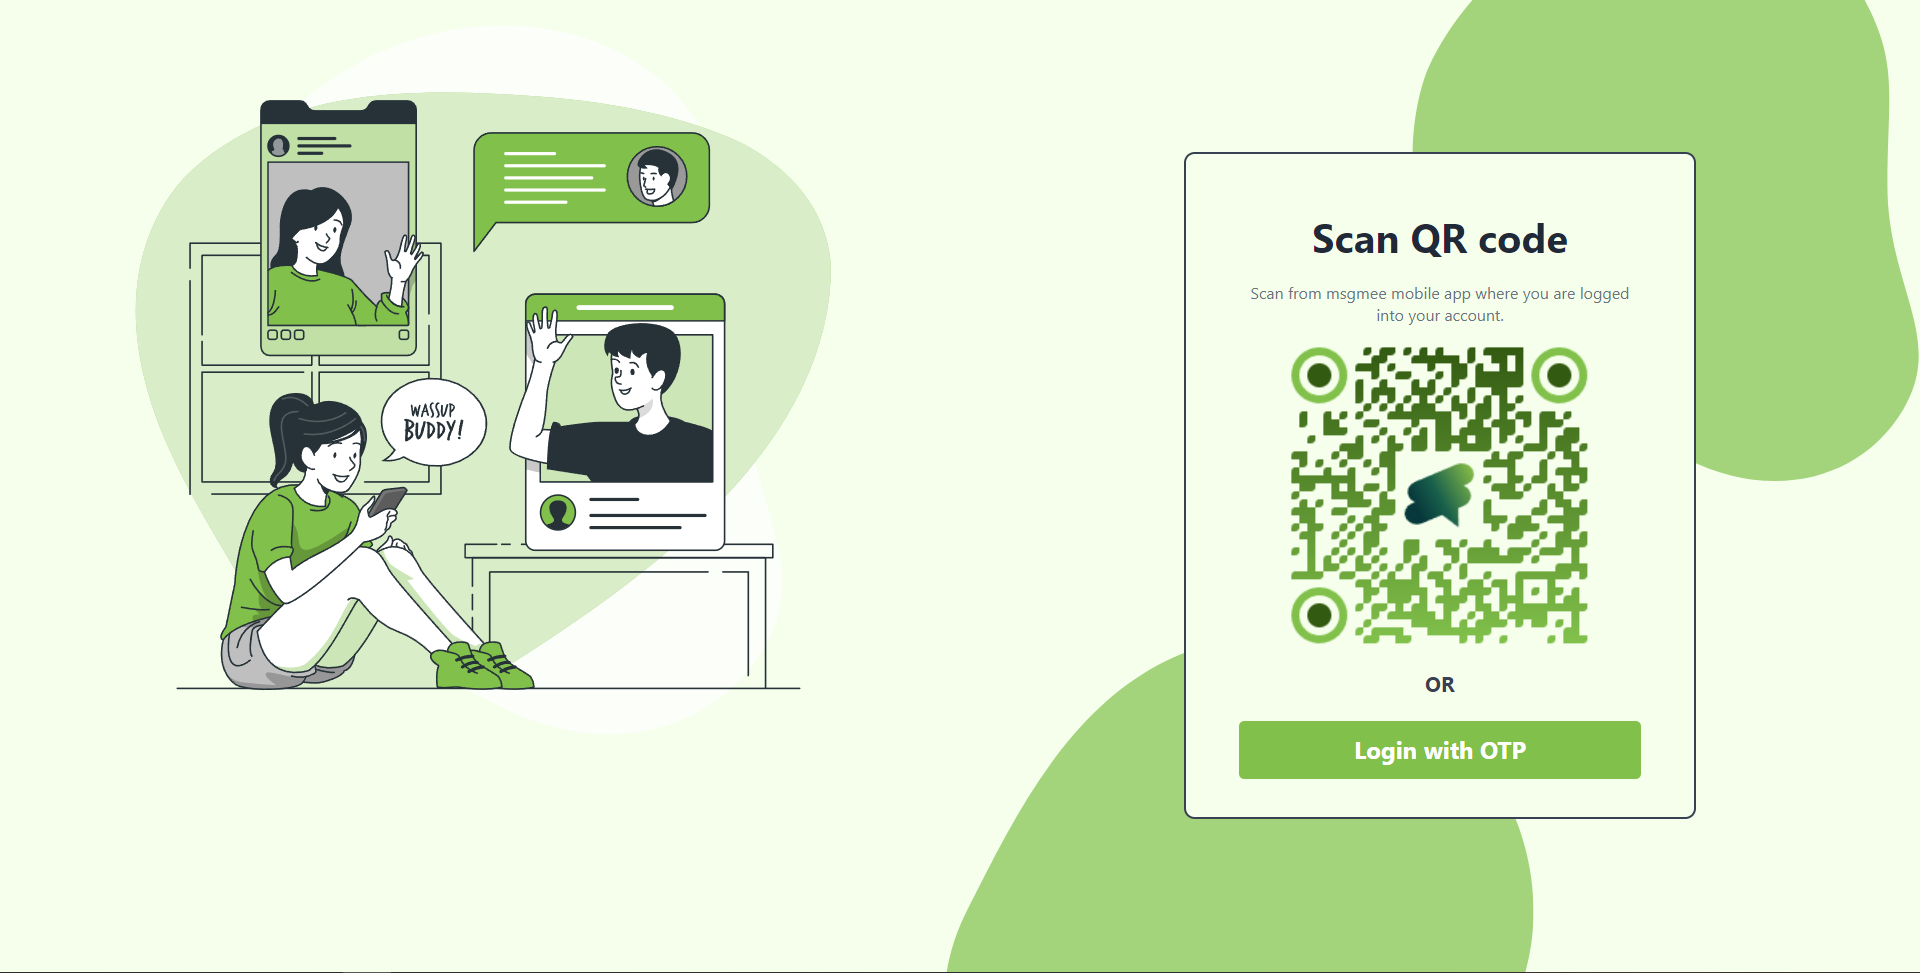 WASSUP
BUDDY!
Scan QR code
Scan from msgmee mobile app where you are logged
into your account.
OR
Login with OTP